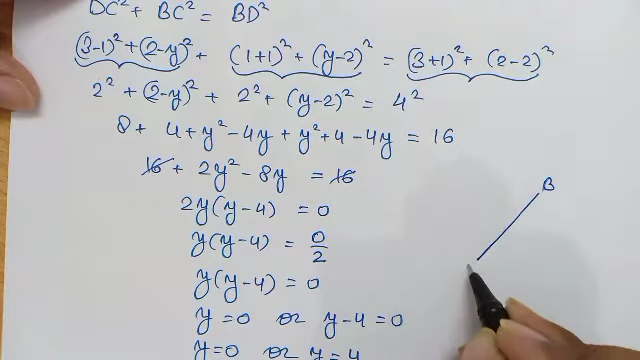 DC² + BC² = BD²
(3-1)² + (2-y)² + (1+1)² + (y-2)² = (3+1)² + (2-2)²
2² + (2-y)² + 2² + (y-2)² = 4²
8 + 4 + y² - 4y + y² + 4 - 4y = 16
16 + 2y² - 8y = 16
2y(y-4) = 0
y(y-4) = 0/2
y(y-4) = 0
y = 0 or y-4 = 0
y = 0 or y = 4
B